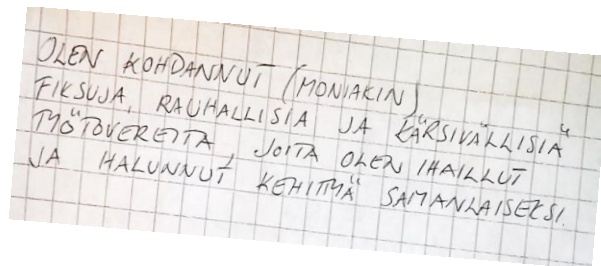 OLEN KOHDANNUT (MONIAKIN)
FIKSUJA, RAUHALLISIA JA KÄRSIVÄLLISIÄ
TYÖTOVEREITA, JOITA OLEN IHAILLUT
JA HALUNNUT KEHITTYÄ SAMANLAISEKSI.